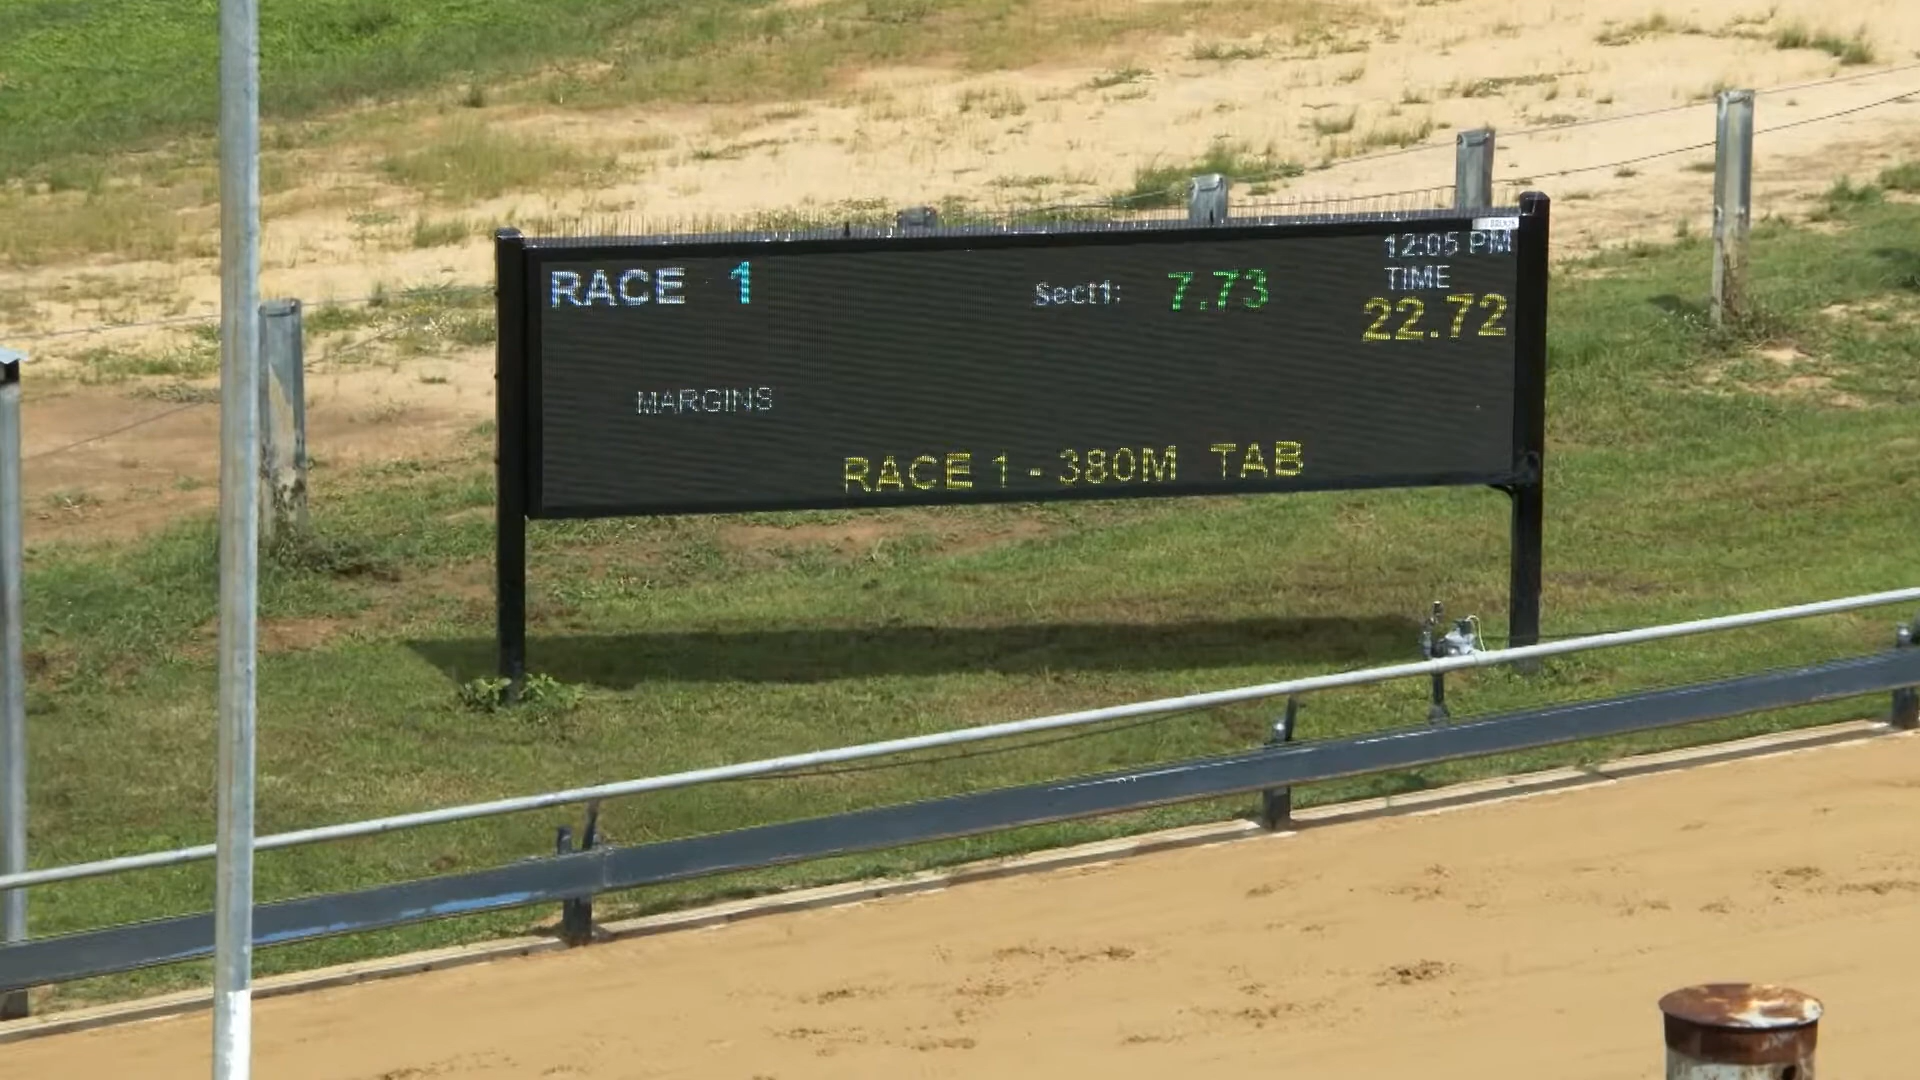 12:05 PM
RACE 1 Sect1: 7.73 TIME
22.72
MARGINS
RACE 1 - 380M TAB